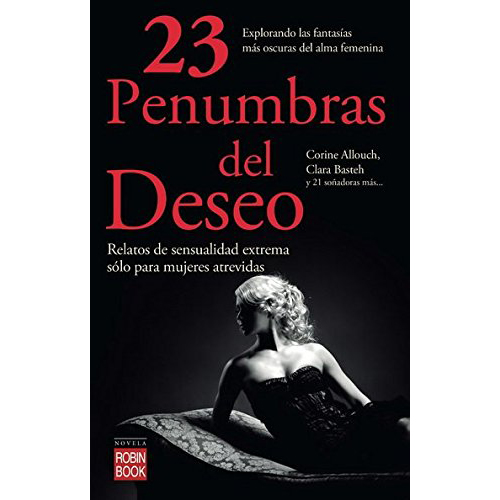 23
Explorando las fantasías
más oscuras del alma femenina
Penumbras
del
Deseo
Corine Allouch,
Clara Basteh
y 21 soñadoras más...
Relatos de sensualidad extrema
sólo para mujeres atrevidas
NOVELA
ROBIN
BOOK